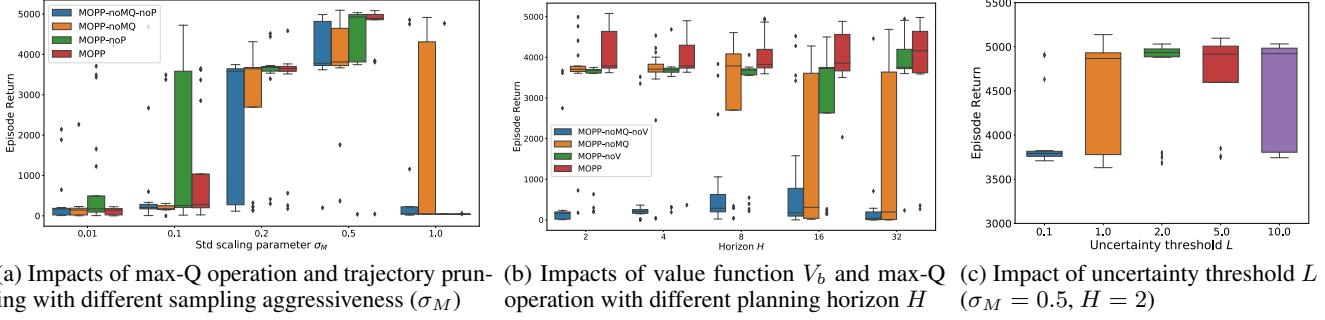 MOPP-noMQ-noP
MOPP-noMQ
MOPP-noP
MOPP
Episode Return
5000
4000
3000
2000
1000
0
0.01 0.1 0.2 0.5 1.0
Std scaling parameter σM
Episode Return
5000
4000
3000
2000
1000
0
MOPP-noMQ-noV
MOPP-noMQ
MOPP-noV
MOPP
2 4 8 16 32
Horizon H
Episode Return
5500
5000
4500
4000
3500
3000
0.1 1.0 2.0 5.0 10.0
Uncertainty threshold L
(a) Impacts of max-Q operation and trajectory prun-
ing with different sampling aggressiveness (σM)
(b) Impacts of value function Vb and max-Q
operation with different planning horizon H
(c) Impact of uncertainty threshold L
(σM = 0.5, H = 2)